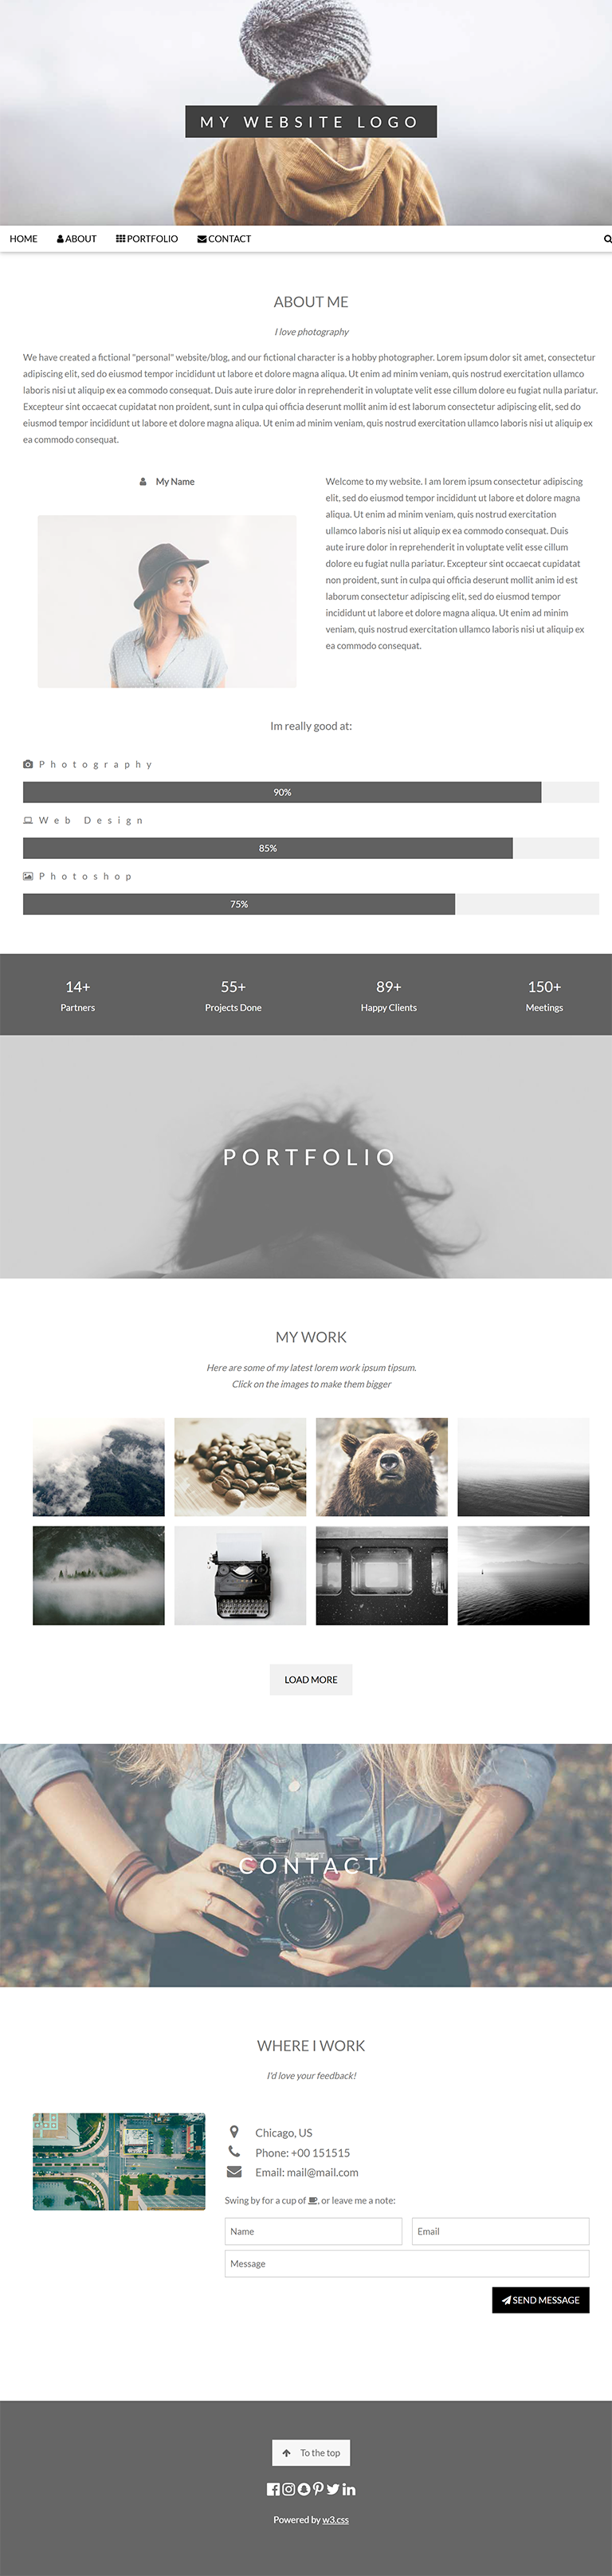 MY WEBSITE LOGO
HOME ABOUT PORTFOLIO CONTACT
ABOUT ME
I love photography
We have created a fictional "personal" website/blog, and our fictional character is a hobby photographer. Lorem ipsum dolor sit amet, consectetur
adipiscing elit, sed do eiusmod tempor incididunt ut labore et dolore magna aliqua. Ut enim ad minim veniam, quis nostrud exercitation ullamco
laboris nisi ut aliquip ex ea commodo consequat. Duis aute irure dolor in reprehenderit in voluptate velit esse cillum dolore eu fugiat nulla pariatur.
Excepteur sint occaecat cupidatat non proident, sunt in culpa qui officia deserunt mollit anim id est laborum consectetur adipiscing elit, sed do
eiusmod tempor incididunt ut labore et dolore magna aliqua. Ut enim ad minim veniam, quis nostrud exercitation ullamco laboris nisi ut aliquip ex
ea commodo consequat.
My Name
Welcome to my website. I am lorem ipsum consectetur adipiscing
elit, sed do eiusmod tempor incididunt ut labore et dolore magna
aliqua. Ut enim ad minim veniam, quis nostrud exercitation
ullamco laboris nisi ut aliquip ex ea commodo consequat. Duis
aute irure dolor in reprehenderit in voluptate velit esse cillum
dolore eu fugiat nulla pariatur. Excepteur sint occaecat cupidatat
non proident, sunt in culpa qui officia deserunt mollit anim id est
laborum consectetur adipiscing elit, sed do eiusmod tempor
incididunt ut labore et dolore magna aliqua. Ut enim ad minim
veniam, quis nostrud exercitation ullamco laboris nisi ut aliquip ex
ea commodo consequat.
Im really good at:
Photography
90%
Web Design
85%
Photoshop
75%
14+ 55+ 89+ 150+
Partners Projects Done Happy Clients Meetings
PORTFOLIO
MY WORK
Here are some of my latest lorem work ipsum tipsum.
Click on the images to make them bigger
LOAD MORE
CONTACT
WHERE I WORK
I'd love your feedback!
Chicago, US
Phone: +00 151515
Email: mail@mail.com
Swing by for a cup of , or leave me a note:
Name Email
Message
SEND MESSAGE
To the top
Powered by w3.css